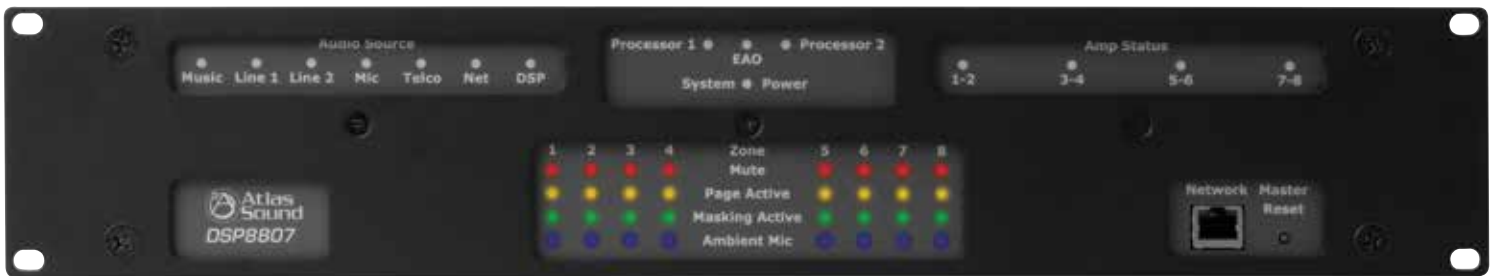 Audio Source
Music Line 1 Line 2 Mic Telco Net DSP
Processor 1 Processor 2
EAO
System Power
Amp Status
1-2 3-4 5-6 7-8
1 2 3 4 Zone 5 6 7 8
Mute
Page Active
Masking Active
Ambient Mic
Atlas
Sound
DSP8807
Network Master
Reset